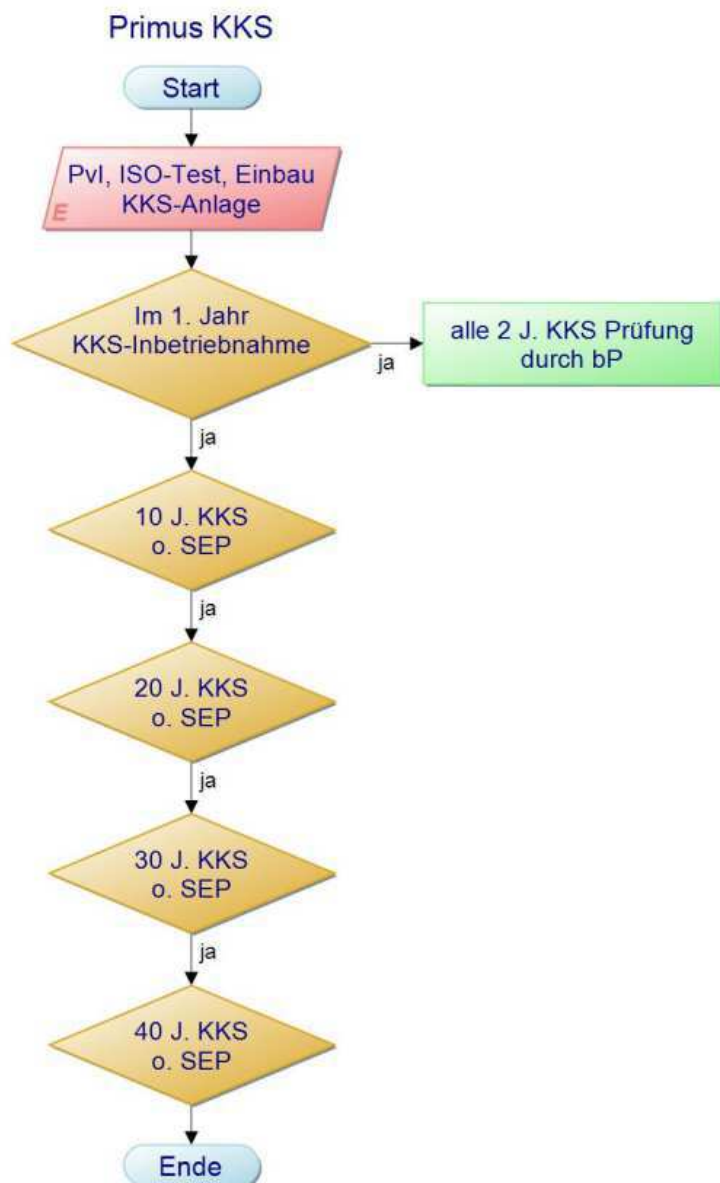 Primus KKS
Start
PvI, ISO-Test, Einbau
KKS-Anlage
E
Im 1. Jahr
KKS-Inbetriebnahme
ja
alle 2 J. KKS Prüfung
durch bP
ja
10 J. KKS
o. SEP
ja
20 J. KKS
o. SEP
ja
30 J. KKS
o. SEP
ja
40 J. KKS
o. SEP
Ende